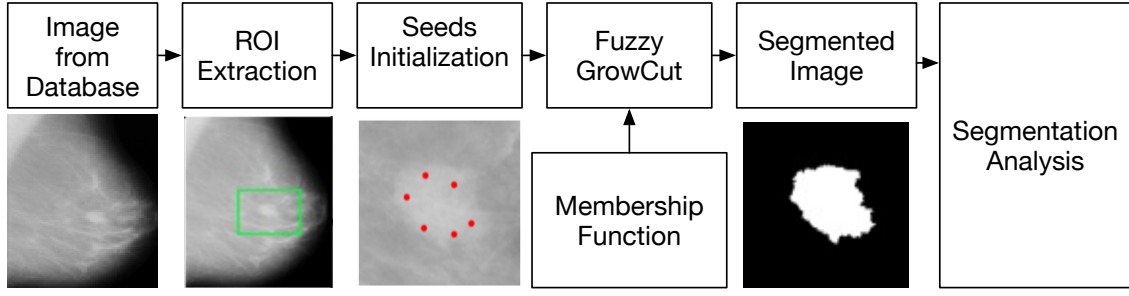 Image
from
Database
ROI
Extraction
Seeds
Initialization
Fuzzy
GrowCut
Segmented
Image
Segmentation
Analysis
Membership
Function